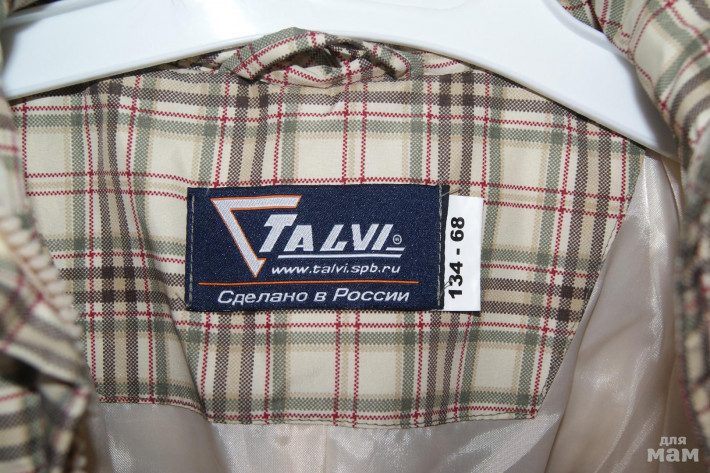 TALVI®
www.talvi.spb.ru
Сделано в России
134 - 68
для
мам